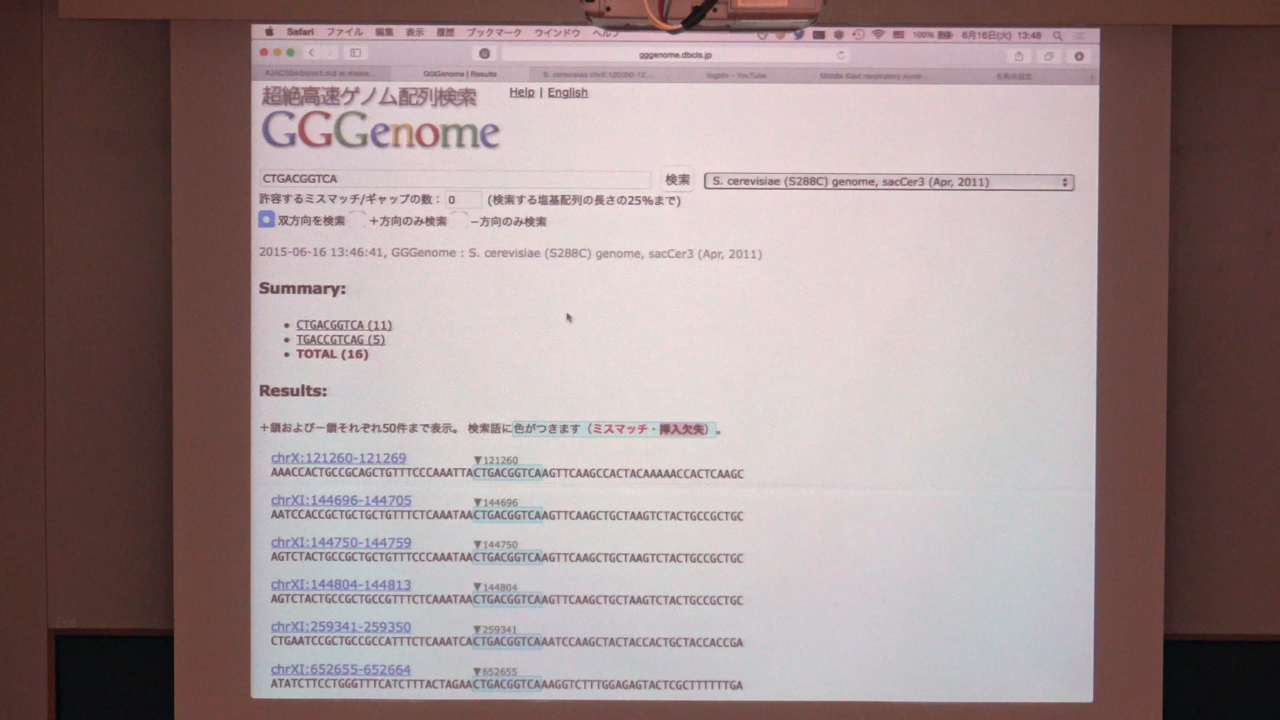 Safari ファイル 編集 表示 履歴 ブックマーク ウインドウ ヘルプ 100% 6月16日(火) 13:46
gggenome.dbcls.jp
GGGenome | Results
超絶高速ゲノム配列検索 Help | English
GGGenome
CTGACGGTCA 検索 S. cerevisiae (S288C) genome, sacCer3 (Apr, 2011)
許容するミスマッチ/ギャップの数: 0 (検索する塩基配列の長さの25%まで)
双方向を検索 +方向のみ検索 −方向のみ検索
2015-06-16 13:46:41, GGGenome : S. cerevisiae (S288C) genome, sacCer3 (Apr, 2011)
Summary:
• CTGACGGTCA (11)
• TGACCGTCAG (5)
• TOTAL (16)
Results:
+鎖および−鎖それぞれ50件まで表示。 検索語に色がつきます（ミスマッチ・挿入欠失）。
chrX:121260-121269 ▼121260
AAACCACTGCCGCAGCTGTTTCCCAAATTACTGACGGTCAAGTTCAAGCCACTACAAAAACCACTCAAGC
chrXI:144696-144705 ▼144696
AATCCACCGCTGCTGCTGTTTCTCAAATAACTGACGGTCAAGTTCAAGCTGCTAAGTCTACTGCCGCTGC
chrXI:144750-144759 ▼144750
AGTCTACTGCCGCTGCTGTTTCCCAAATAACTGACGGTCAAGTTCAAGCTGCTAAGTCTACTGCCGCTGC
chrXI:144804-144813 ▼144804
AGTCTACTGCCGCTGCCGTTTCTCAAATAACTGACGGTCAAGTTCAAGCTGCTAAGTCTACTGCCGCTGC
chrXI:259341-259350 ▼259341
CTGAATCCGCTGCCGCCATTTCTCAAATCACTGACGGTCAAATCCAAGCTACTACCACTGCTACCACCGA
chrXI:652655-652664 ▼652655
ATATCTTCCTGGGTTTCATCTTTACTAGAACTGACGGTCAAAGGTCTTTGGAGAGTACTCGCTTTTTTGA